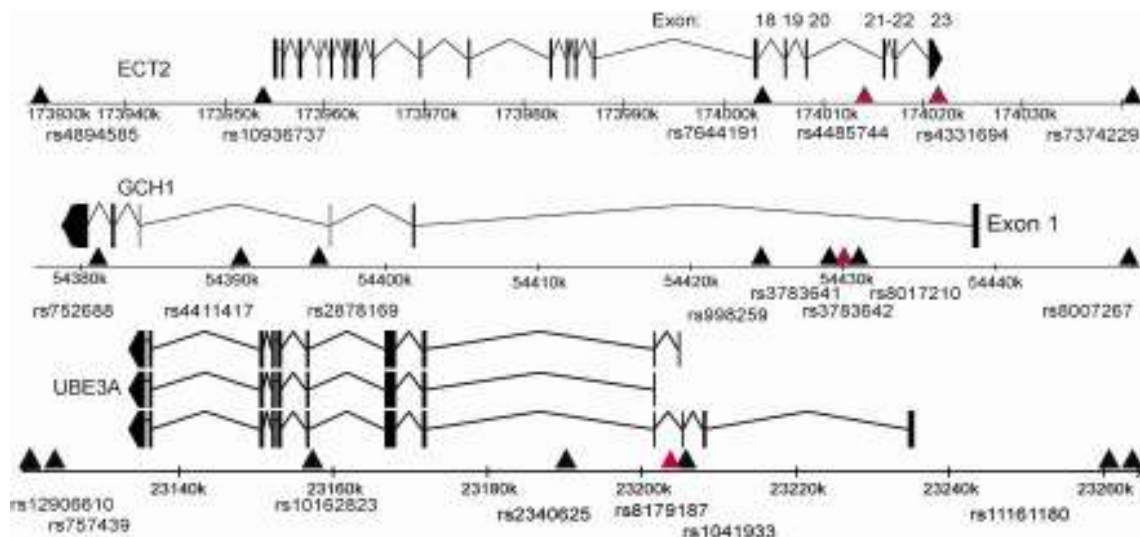 Exon: 18 19 20 21-22 23
ECT2
173930k 173940k 173950k 173960k 173970k 173980k 173990k 174000k 174010k 174020k 174030k
rs4894585 rs10936737 rs7644191 rs4485744 rs4331694 rs7374229
GCH1
Exon 1
54380k 54390k 54400k 54410k 54420k 54430k 54440k
rs752688 rs4411417 rs2878169 rs998259 rs3783641 rs3783642 rs8017210 rs8007267
UBE3A
23140k 23160k 23180k 23200k 23220k 23240k 23260k
rs12906610 rs757439 rs10162823 rs2340625 rs8179187 rs1041933 rs11161180